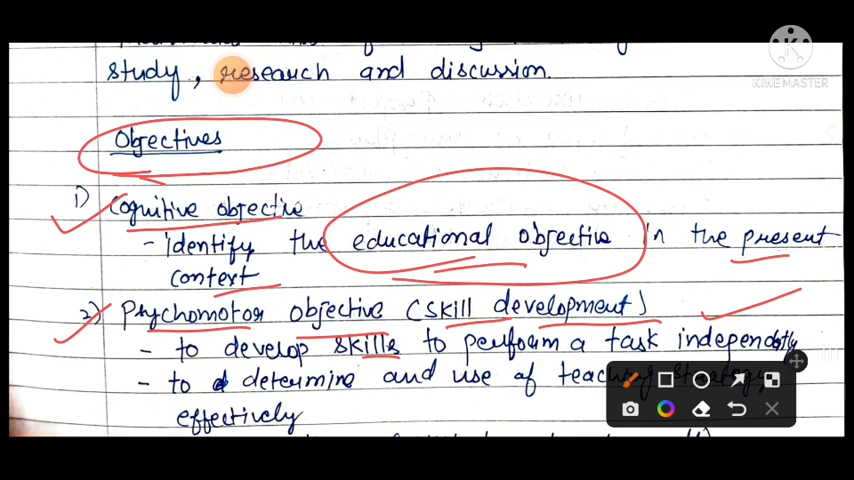 study, research and discussion.
KINEMASTER
Objectives
1) Cognitive objective
- Identify the educational objective in the present
context
2) Psychomotor objective (skill development)
- to develop skills to perform a task independently
- to determine and use of teaching strategy
effectively